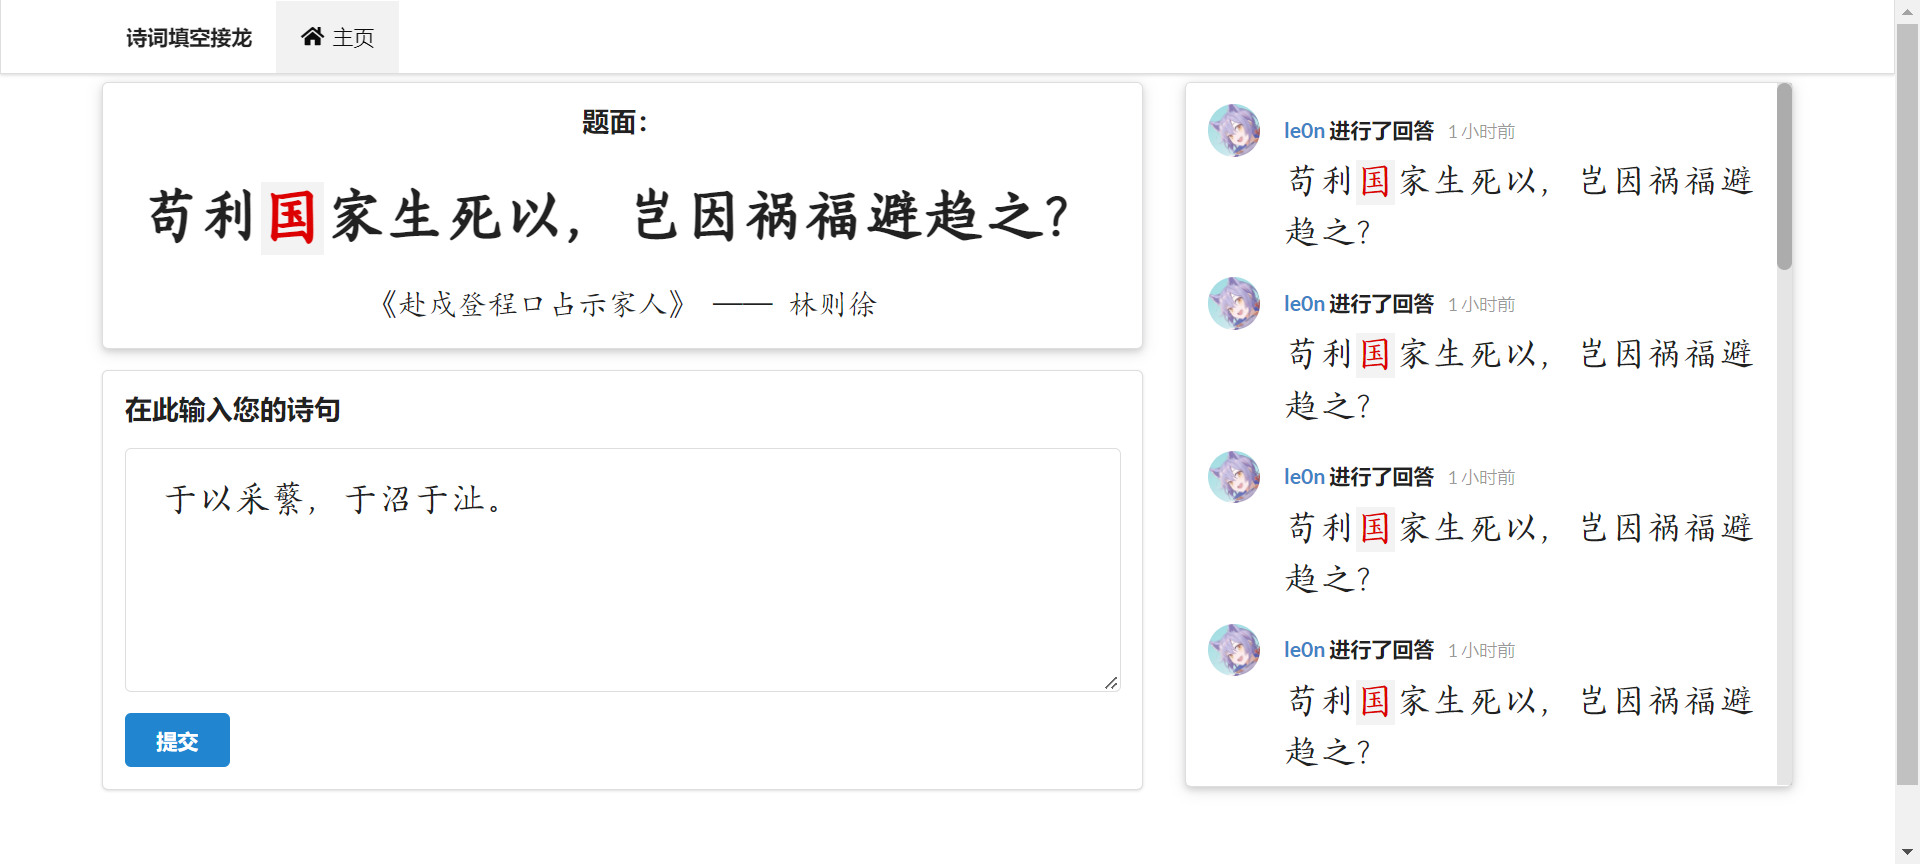 诗词填空接龙 主页
题面：
苟利国家生死以，岂因祸福避趋之？
《赴戍登程口占示家人》 —— 林则徐
在此输入您的诗句
于以采蘩，于沼于沚。
提交
le0n 进行了回答 1 小时前
苟利国家生死以，岂因祸福避
趋之？
le0n 进行了回答 1 小时前
苟利国家生死以，岂因祸福避
趋之？
le0n 进行了回答 1 小时前
苟利国家生死以，岂因祸福避
趋之？
le0n 进行了回答 1 小时前
苟利国家生死以，岂因祸福避
趋之？